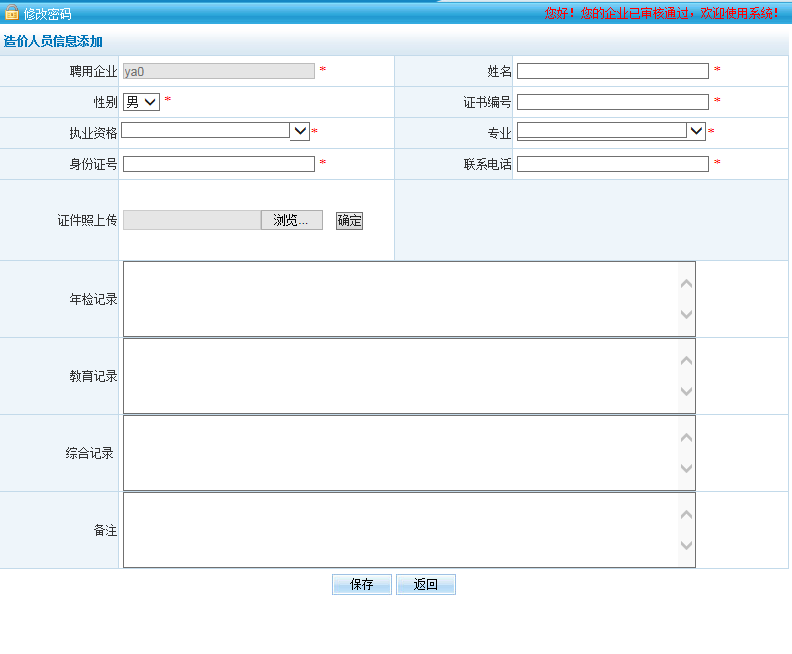 修改密码 您好！您的企业已审核通过，欢迎使用系统！
造价人员信息添加
聘用企业 ya0 * 姓名 *
性别 男 * 证书编号 *
执业资格 * 专业 *
身份证号 * 联系电话 *
证件照上传 浏览... 确定
年检记录
教育记录
综合记录
备注
保存 返回